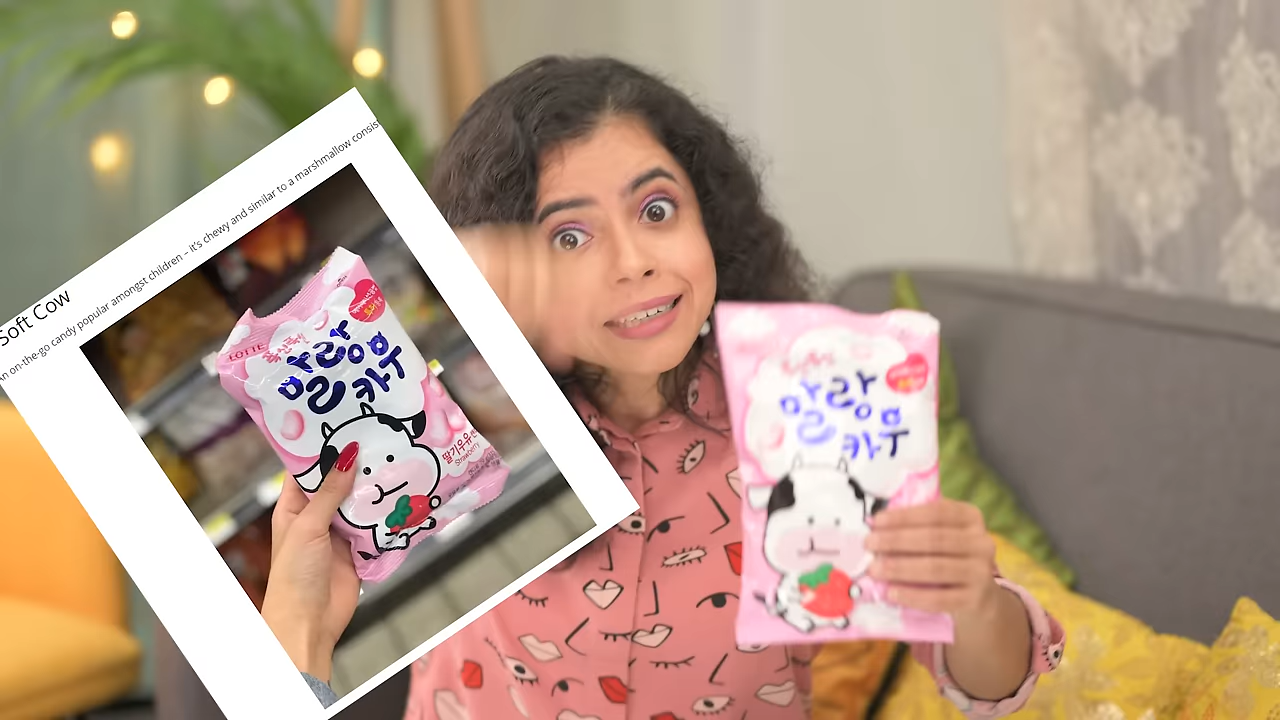 Soft Cow
on-the-go candy popular amongst children – it's chewy and similar to a marshmallow
LOTTE
말랑
카우
딸기우유맛
Strawberry
말랑
카우